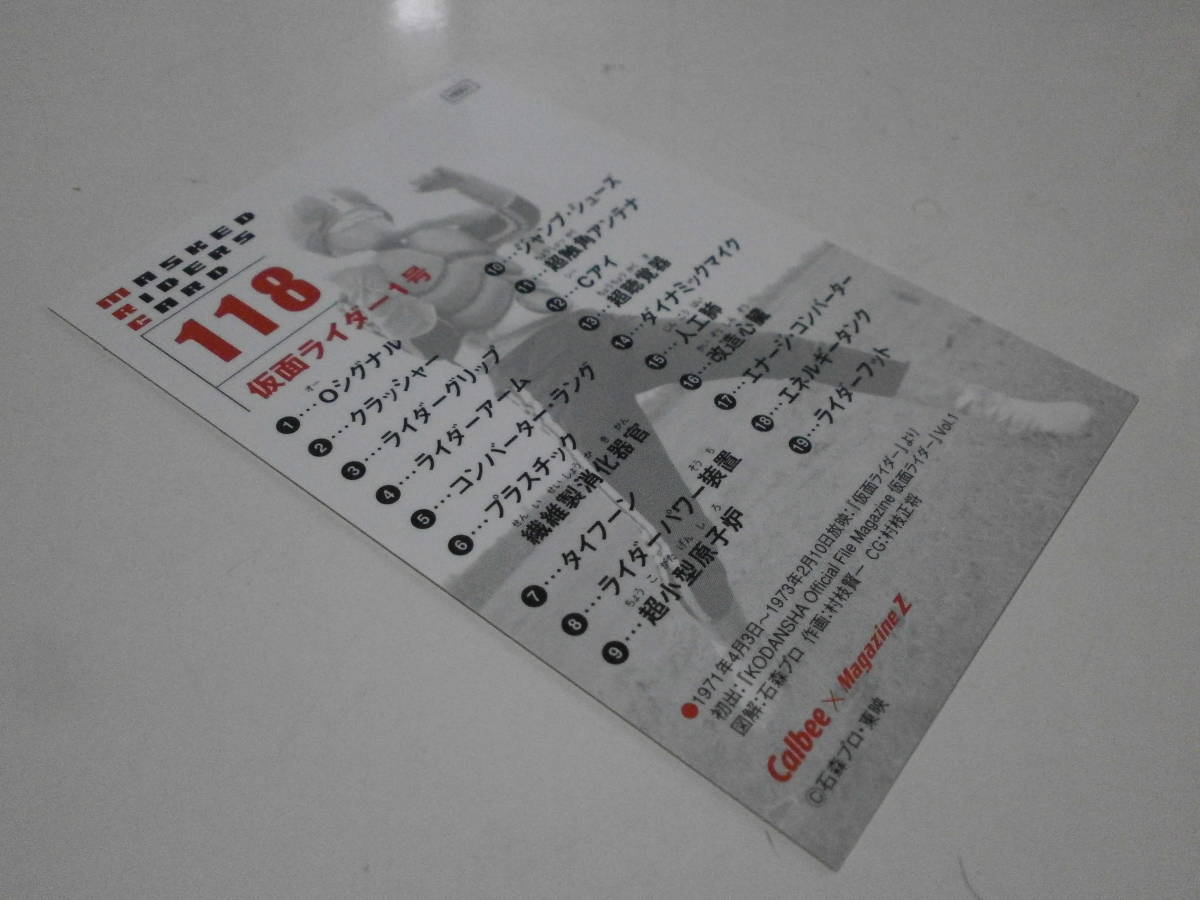 MASKED
RIDERS
CARD
118
仮面ライダー1号
❶…Oシグナル
❷…クラッシャー
❸…ライダーグリップ
❹…ライダーアーム
❺…コンバーター・ラング
❻…プラスチック
繊維製消化器官
❼…タイフーン
❽…ライダーパワー装置
❾…超小型原子炉
❿…ジャンプ・シューズ
⓫…超触角アンテナ
⓬…Cアイ
⓭…超聴覚器
⓮…ダイナミックマイク
⓯…人工肺
⓰…改造心臓
⓱…エナージ・コンバーター
⓲…エネルギータンク
⓳…ライダーフット
●1971年4月3日〜1973年2月10日放映:『仮面ライダー』より
初出:『KODANSHA Official File Magazine 仮面ライダー』Vol.1
図解:石森プロ 作画:村枝賢一 CG:村枝正将
Calbee × Magazine Z
©石森プロ・東映